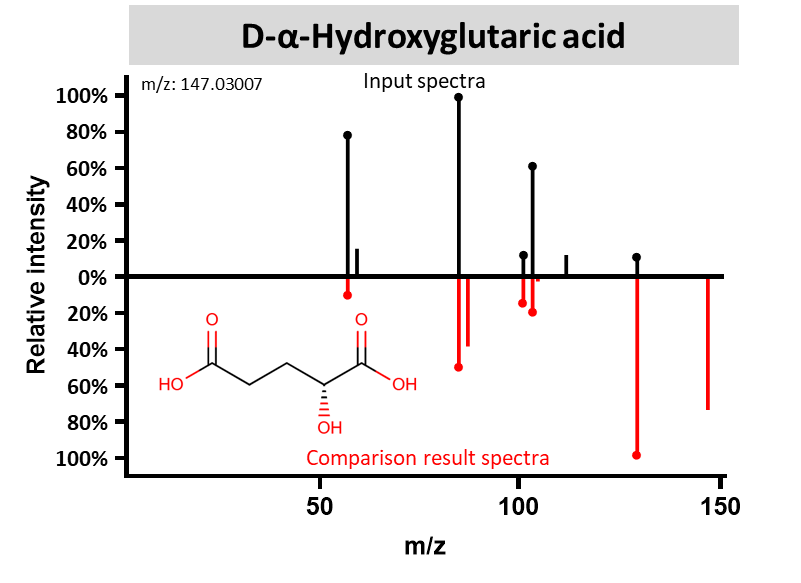 D-α-Hydroxyglutaric acid
m/z: 147.03007
Input spectra
Relative intensity
100%
80%
60%
40%
20%
0%
20%
40%
60%
80%
100%
O
O
HO
OH
OH
Comparison result spectra
50
100
150
m/z